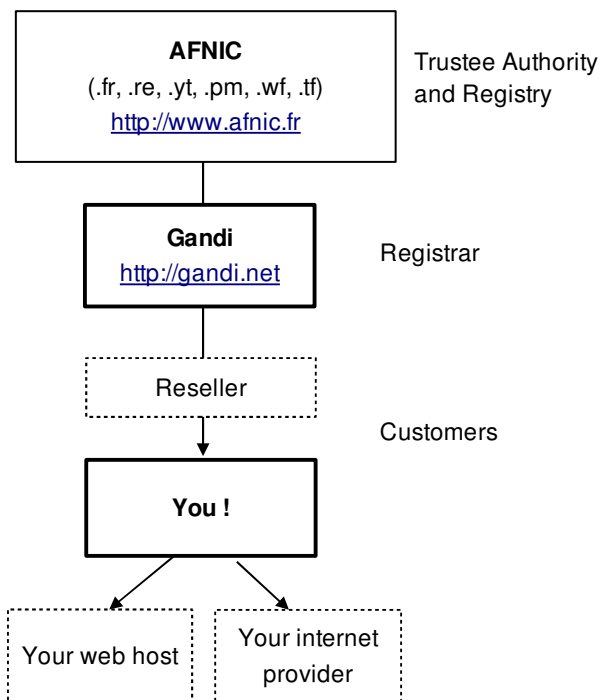 AFNIC
(.fr, .re, .yt, .pm, .wf, .tf)
http://www.afnic.fr
Trustee Authority
and Registry
Gandi
http://gandi.net
Registrar
Reseller
Customers
You !
Your web host
Your internet
provider